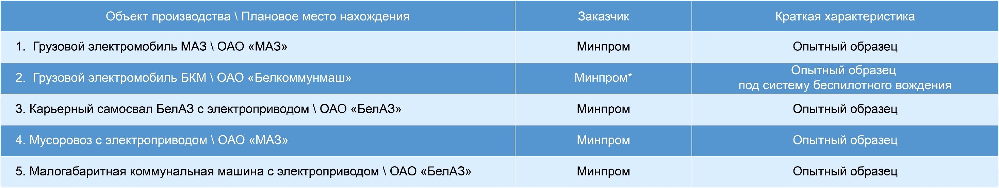 Объект производства \ Плановое место нахождения Заказчик Краткая характеристика
1. Грузовой электромобиль МАЗ \ ОАО «МАЗ» Минпром Опытный образец
2. Грузовой электромобиль БКМ \ ОАО «Белкоммунмаш» Минпром* Опытный образец
под систему беспилотного вождения
3. Карьерный самосвал БелАЗ с электроприводом \ ОАО «БелАЗ» Минпром Опытный образец
4. Мусоровоз с электроприводом \ ОАО «МАЗ» Минпром Опытный образец
5. Малогабаритная коммунальная машина с электроприводом \ ОАО «БелАЗ» Минпром Опытный образец